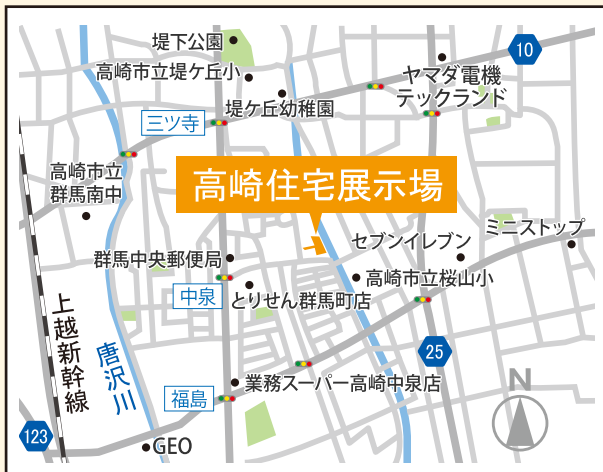 堤下公園
10
高崎市立堤ケ丘小
ヤマダ電機
テックランド
堤ケ丘幼稚園
三ツ寺
高崎市立
群馬南中
高崎住宅展示場
ミニストップ
セブンイレブン
群馬中央郵便局
高崎市立桜山小
中泉
とりせん群馬町店
上越新幹線
唐沢川
25
業務スーパー高崎中泉店
福島
N
123
GEO